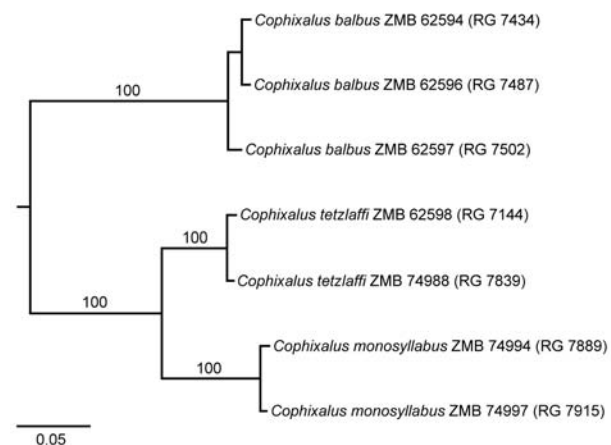 Cophixalus balbus ZMB 62594 (RG 7434)
Cophixalus balbus ZMB 62596 (RG 7487)
100
Cophixalus balbus ZMB 62597 (RG 7502)
Cophixalus tetzlaffi ZMB 62598 (RG 7144)
100
Cophixalus tetzlaffi ZMB 74988 (RG 7839)
100
Cophixalus monosyllabus ZMB 74994 (RG 7889)
100
Cophixalus monosyllabus ZMB 74997 (RG 7915)
0.05